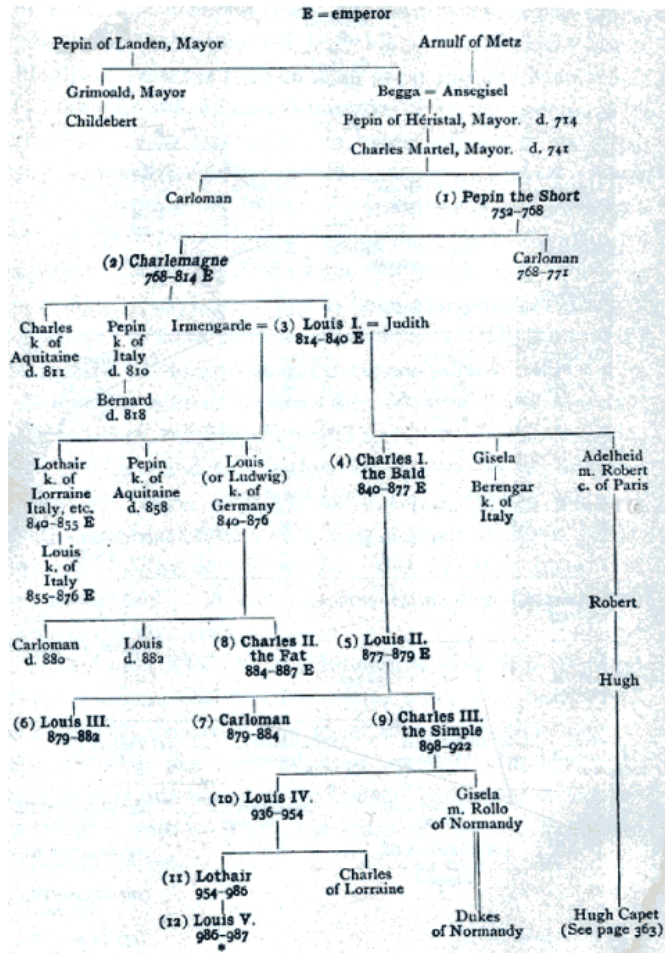 E = emperor
Pepin of Landen, Mayor
Arnulf of Metz
Grimoald, Mayor
Begga = Ansegisel
Childebert
Pepin of Héristal, Mayor. d. 714
Charles Martel, Mayor. d. 741
Carloman
(1) Pepin the Short
752–768
(2) Charlemagne
768–814 E
Carloman
768–771
Charles
k of
Aquitaine
d. 811
Pepin
k. of
Italy
d. 810
Irmengarde = (3) Louis I. = Judith
814–840 E
Bernard
d. 818
Lothair
k. of
Lorraine
Italy, etc.
840–855 E
Pepin
k. of
Aquitaine
d. 858
Louis
(or Ludwig)
k. of
Germany
840–876
(4) Charles I.
the Bald
840–877 E
Gisela
Berengar
k. of
Italy
Adelheid
m. Robert
c. of Paris
Louis
k. of
Italy
855–876 E
Robert
Carloman
d. 880
Louis
d. 882
(8) Charles II.
the Fat
884–887 E
(5) Louis II.
877–879 E
Hugh
(6) Louis III.
879–882
(7) Carloman
879–884
(9) Charles III.
the Simple
898–922
(10) Louis IV.
936–954
Gisela
m. Rollo
of Normandy
(11) Lothair
954–986
Charles
of Lorraine
(12) Louis V.
986–987
*
Dukes
of Normandy
Hugh Capet
(See page 363)